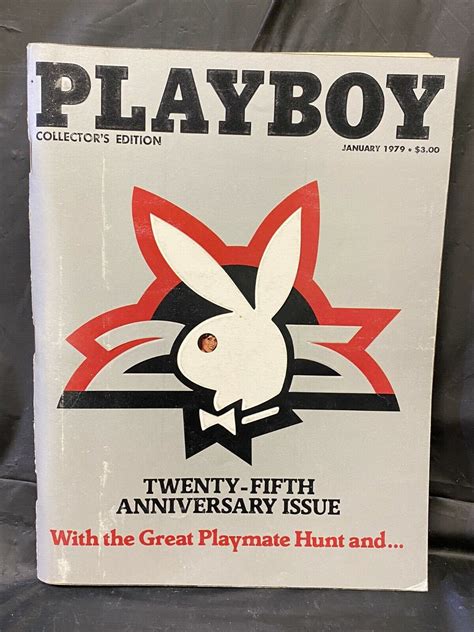 PLAYBOY
COLLECTOR'S EDITION
JANUARY 1979 • $3.00
TWENTY-FIFTH
ANNIVERSARY ISSUE
With the Great Playmate Hunt and...